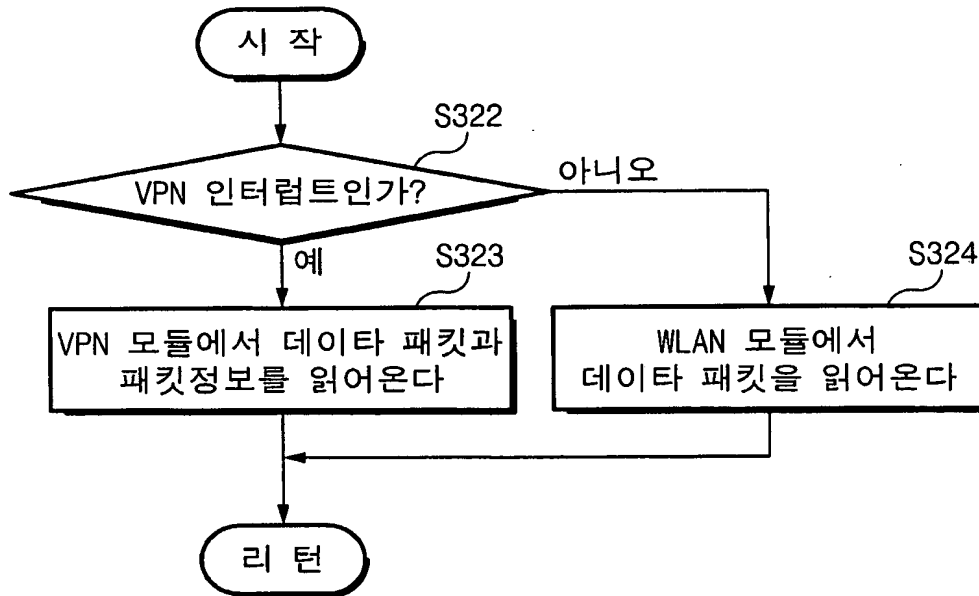 시 작
S322
VPN 인터럽트인가?
아니오
예
S323
VPN 모듈에서 데이타 패킷과
패킷정보를 읽어온다
S324
WLAN 모듈에서
데이타 패킷을 읽어온다
리 턴